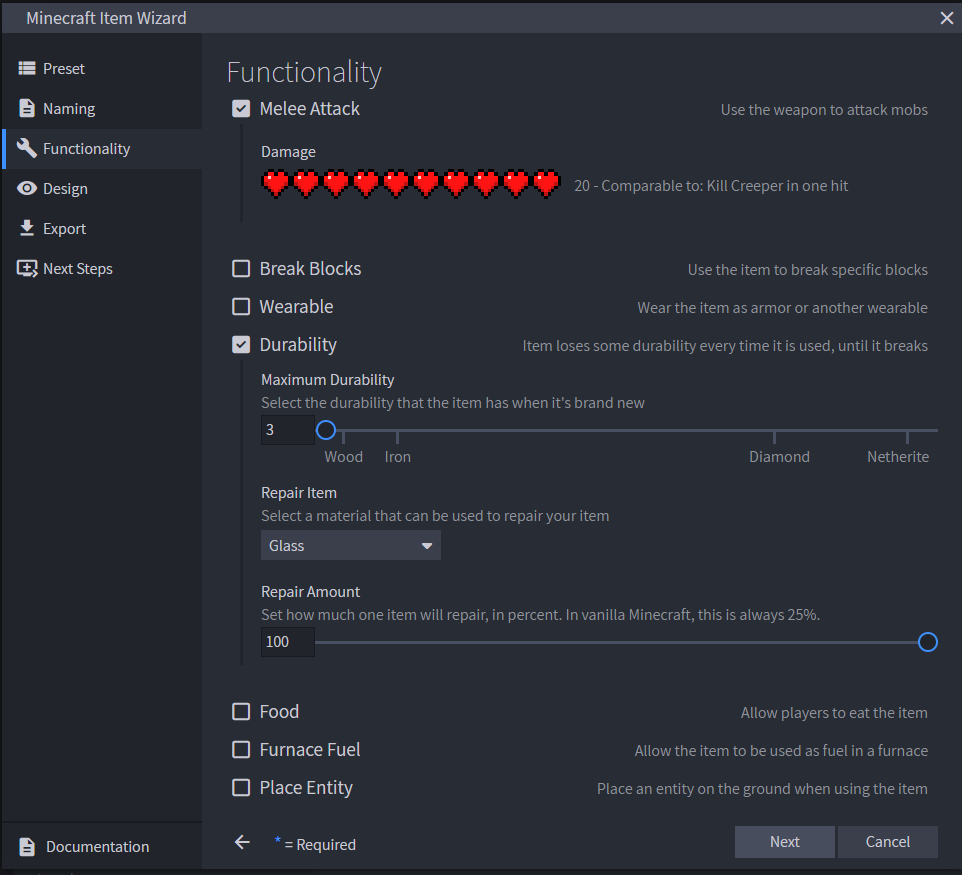 Minecraft Item Wizard
Preset
Naming
Functionality
Design
Export
Next Steps
Documentation
Functionality
Melee Attack Use the weapon to attack mobs
Damage
20 - Comparable to: Kill Creeper in one hit
Break Blocks Use the item to break specific blocks
Wearable Wear the item as armor or another wearable
Durability Item loses some durability every time it is used, until it breaks
Maximum Durability
Select the durability that the item has when it's brand new
3
Wood Iron Diamond Netherite
Repair Item
Select a material that can be used to repair your item
Glass
Repair Amount
Set how much one item will repair, in percent. In vanilla Minecraft, this is always 25%.
100
Food Allow players to eat the item
Furnace Fuel Allow the item to be used as fuel in a furnace
Place Entity Place an entity on the ground when using the item
* = Required Next Cancel